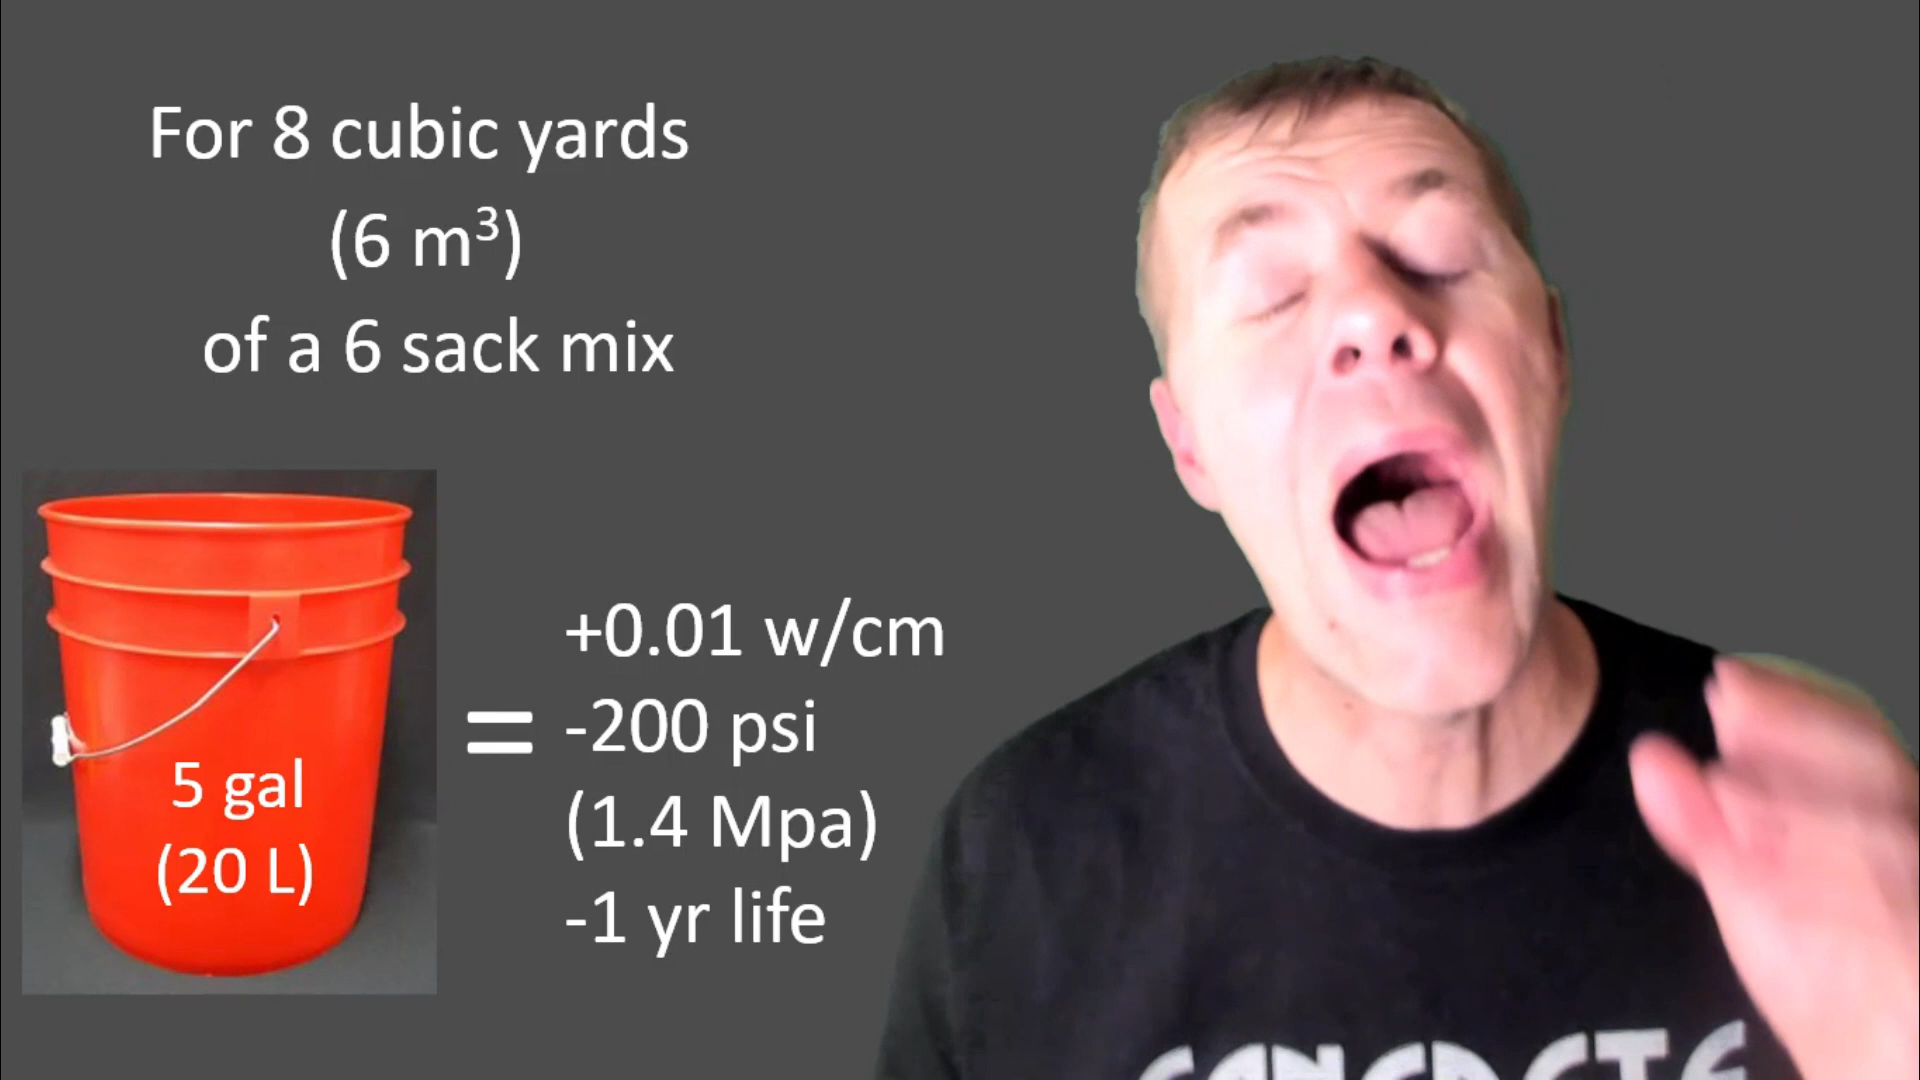 For 8 cubic yards
(6 m³)
of a 6 sack mix
5 gal
(20 L)
=
+0.01 w/cm
-200 psi
(1.4 Mpa)
-1 yr life
CONCRETE